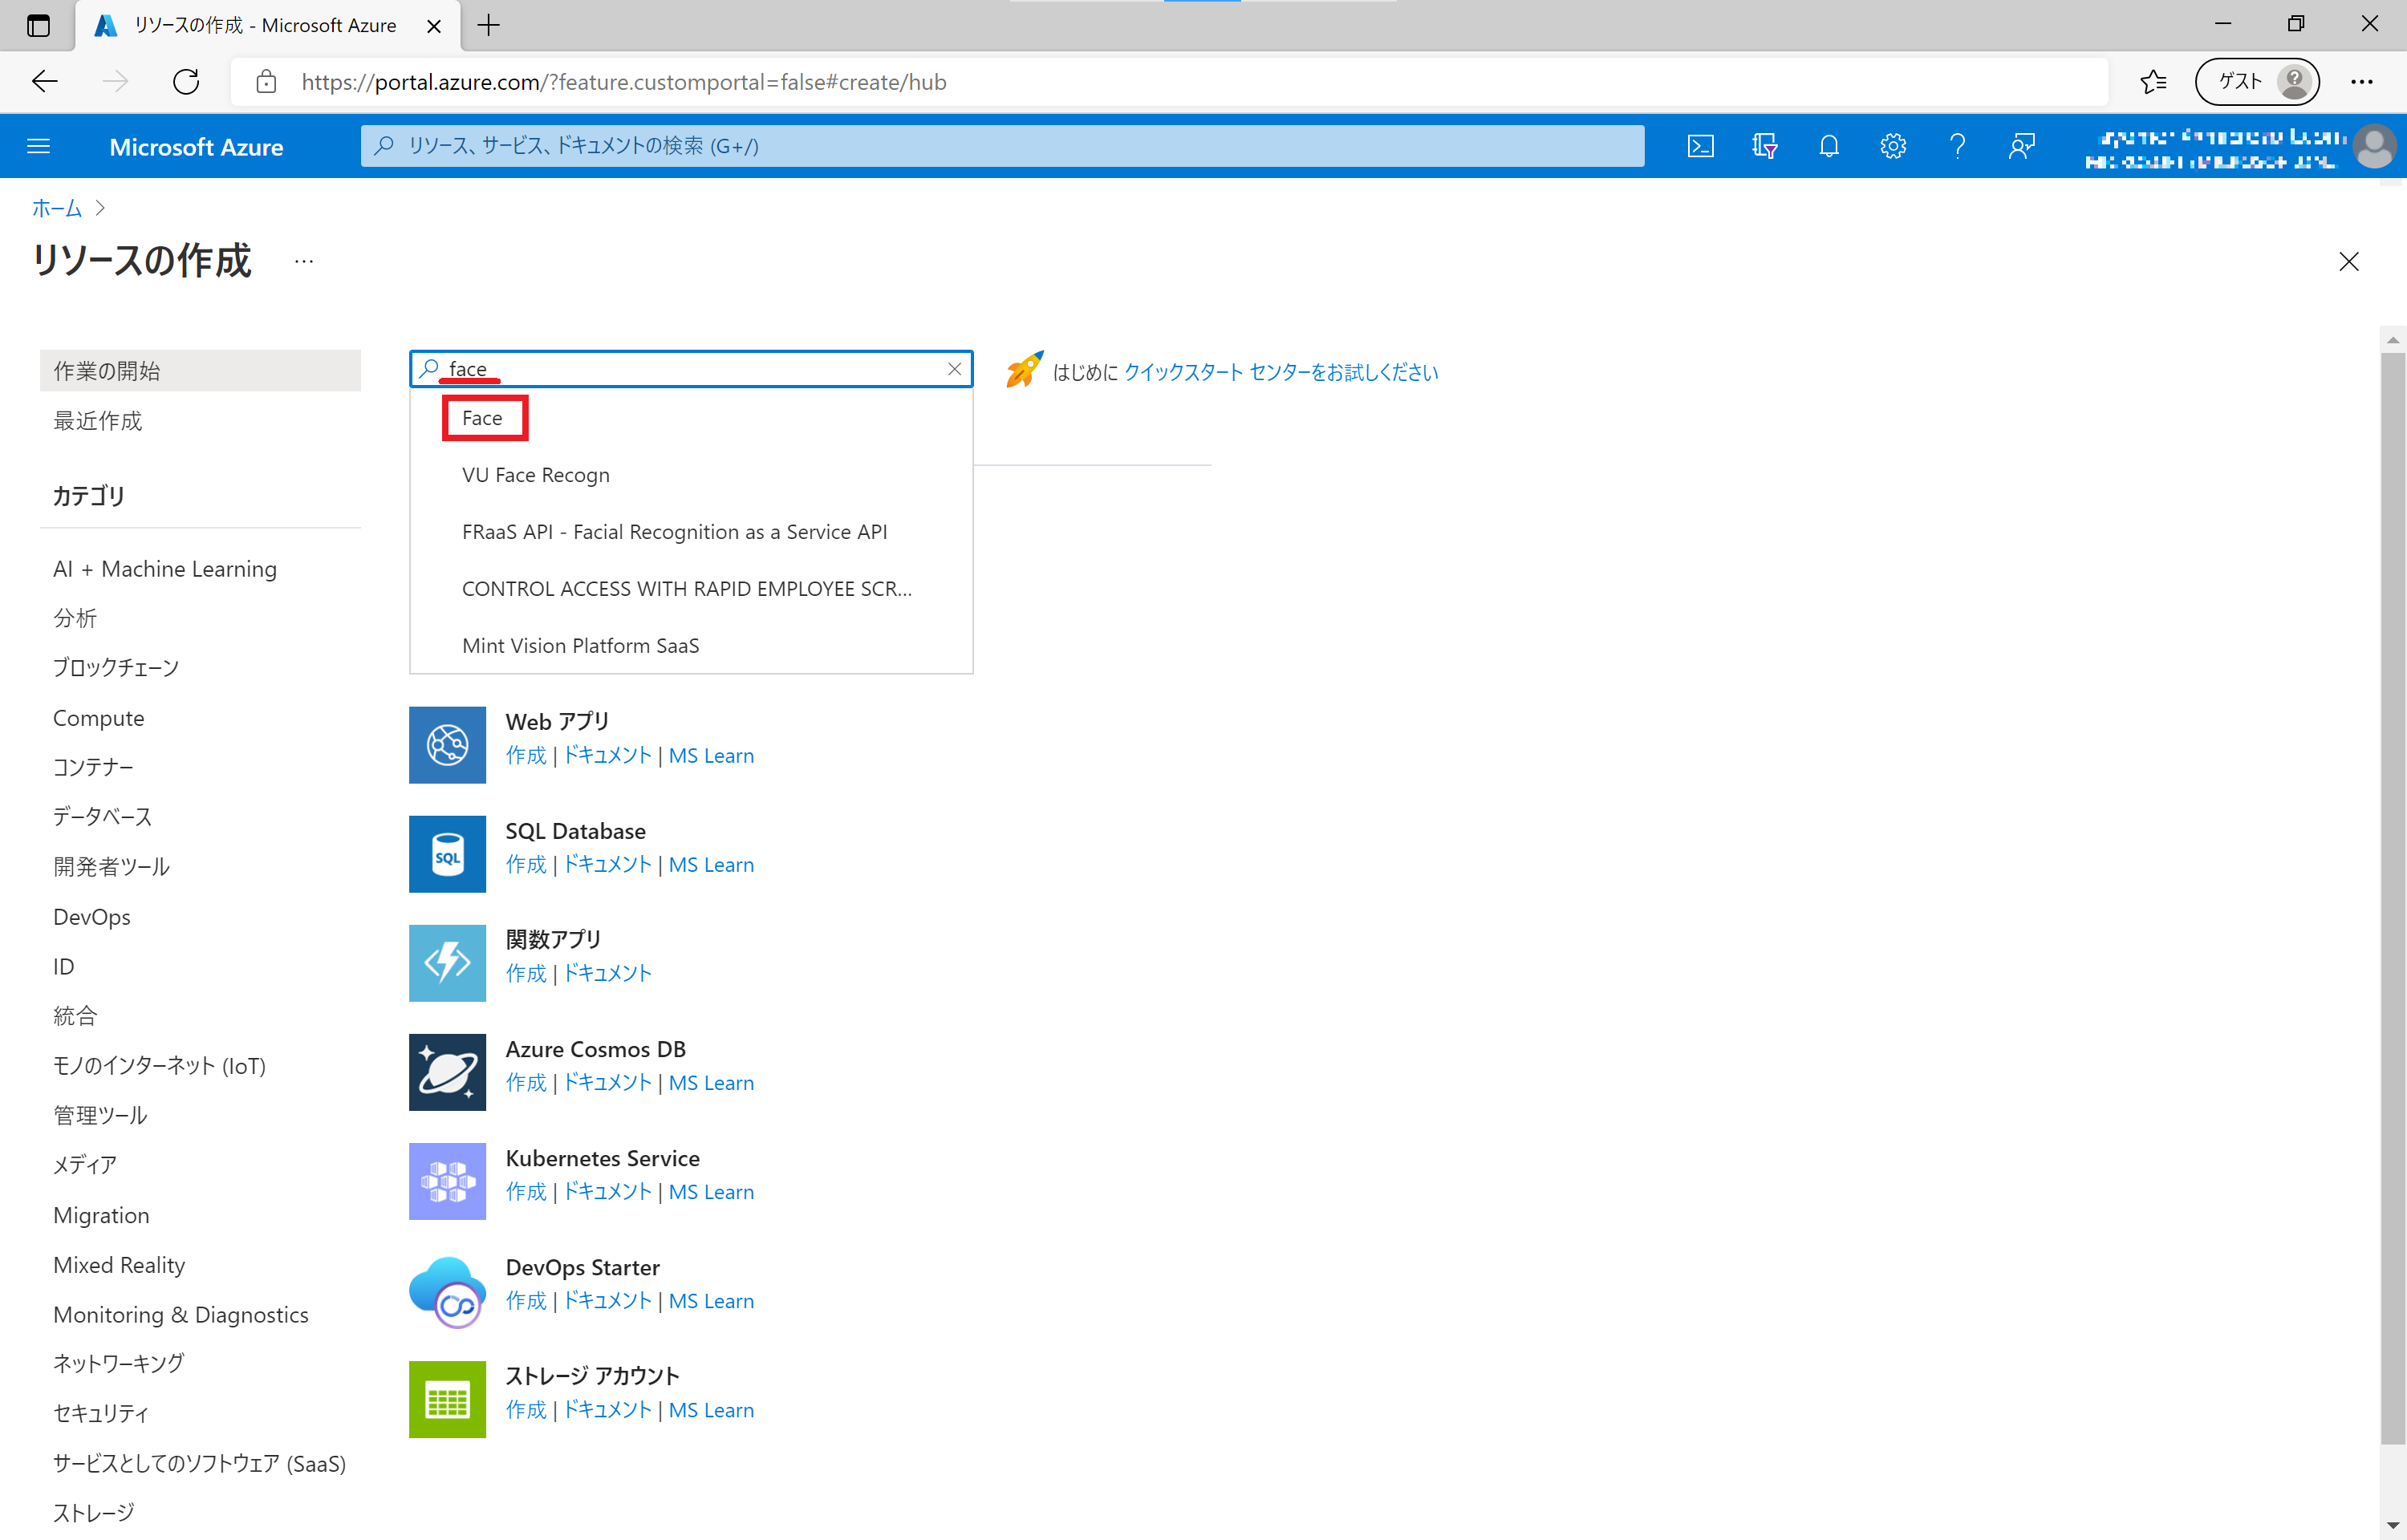 リソースの作成 - Microsoft Azure
https://portal.azure.com/?feature.customportal=false#create/hub
ゲスト
Microsoft Azure
リソース、サービス、ドキュメントの検索 (G+/)
ホーム
リソースの作成
作業の開始
最近作成
カテゴリ
AI + Machine Learning
分析
ブロックチェーン
Compute
コンテナー
データベース
開発者ツール
DevOps
ID
統合
モノのインターネット (IoT)
管理ツール
メディア
Migration
Mixed Reality
Monitoring & Diagnostics
ネットワーキング
セキュリティ
サービスとしてのソフトウェア (SaaS)
ストレージ
face
はじめに クイックスタート センターをお試しください
Face
VU Face Recogn
FRaaS API - Facial Recognition as a Service API
CONTROL ACCESS WITH RAPID EMPLOYEE SCR...
Mint Vision Platform SaaS
Web アプリ
作成 | ドキュメント | MS Learn
SQL
SQL Database
作成 | ドキュメント | MS Learn
関数アプリ
作成 | ドキュメント
Azure Cosmos DB
作成 | ドキュメント | MS Learn
Kubernetes Service
作成 | ドキュメント | MS Learn
DevOps Starter
作成 | ドキュメント | MS Learn
ストレージ アカウント
作成 | ドキュメント | MS Learn